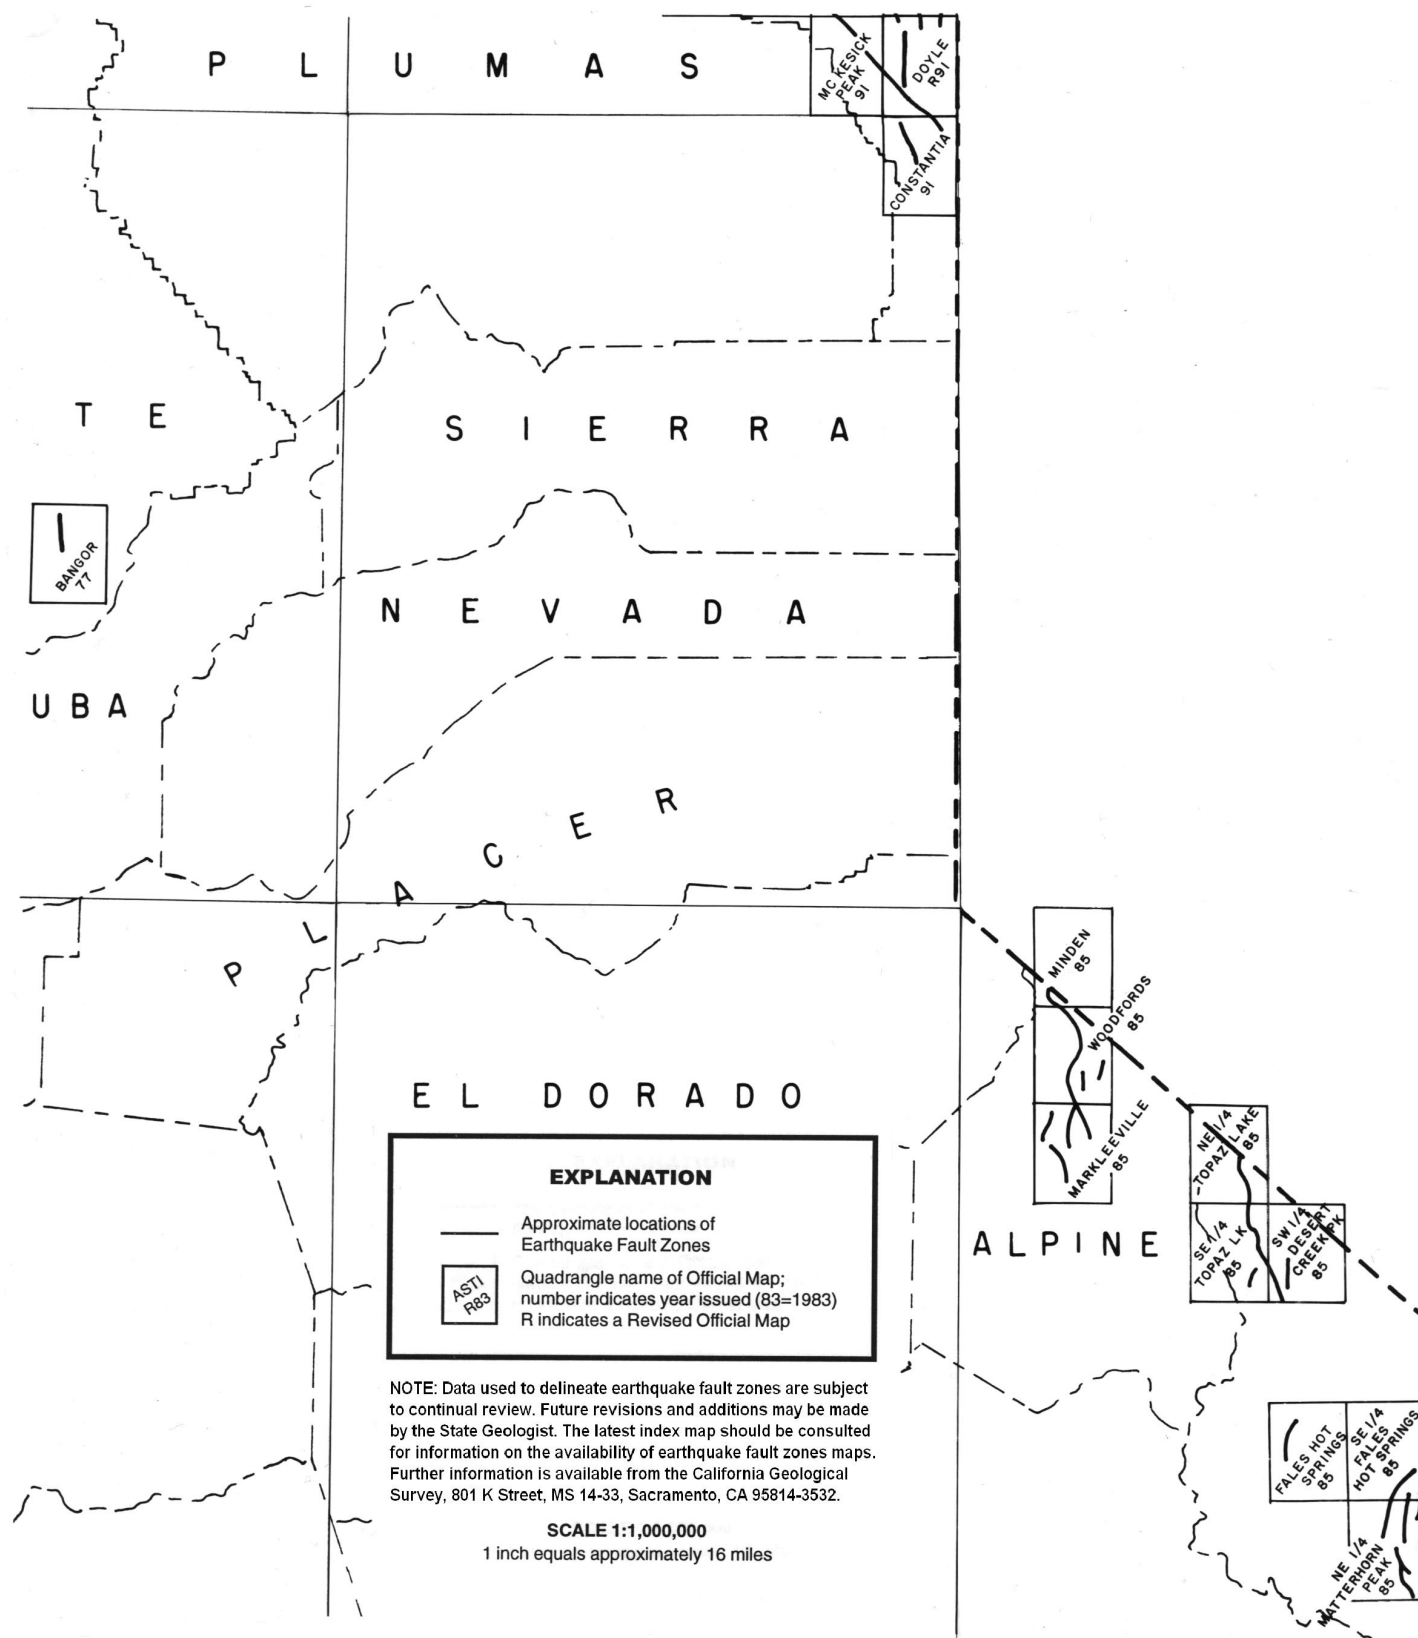 P L U M A S
MC KESICK
PEAK
91
DOYLE
R91
CONSTANTIA
91
T E
S I E R R A
BANGOR
77
N E V A D A
UBA
P L A C E R
MINDEN
85
WOODFORDS
85
EL DORADO
MARKLEEVILLE
85
NE 1/4
TOPAZ LAKE
85
ALPINE
SE 1/4
TOPAZ LK
85
SW 1/4
DESERT
CREEK PK
85
EXPLANATION
Approximate locations of
Earthquake Fault Zones
ASTI
R83
Quadrangle name of Official Map;
number indicates year issued (83=1983)
R indicates a Revised Official Map
NOTE: Data used to delineate earthquake fault zones are subject
to continual review. Future revisions and additions may be made
by the State Geologist. The latest index map should be consulted
for information on the availability of earthquake fault zones maps.
Further information is available from the California Geological
Survey, 801 K Street, MS 14-33, Sacramento, CA 95814-3532.
SCALE 1:1,000,000
1 inch equals approximately 16 miles
FALES HOT
SPRINGS
85
SE 1/4
FALES
HOT SPRINGS
85
NE 1/4
MATTERHORN
PEAK
85